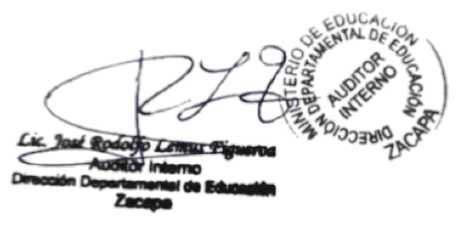 Lic. José Rodolfo Lemus Figueroa
Auditor Interno
Dirección Departamental de Educación
Zacapa
MINISTERIO DE EDUCACIÓN
DIRECCIÓN DEPARTAMENTAL DE EDUCACIÓN
AUDITOR
INTERNO
ZACAPA